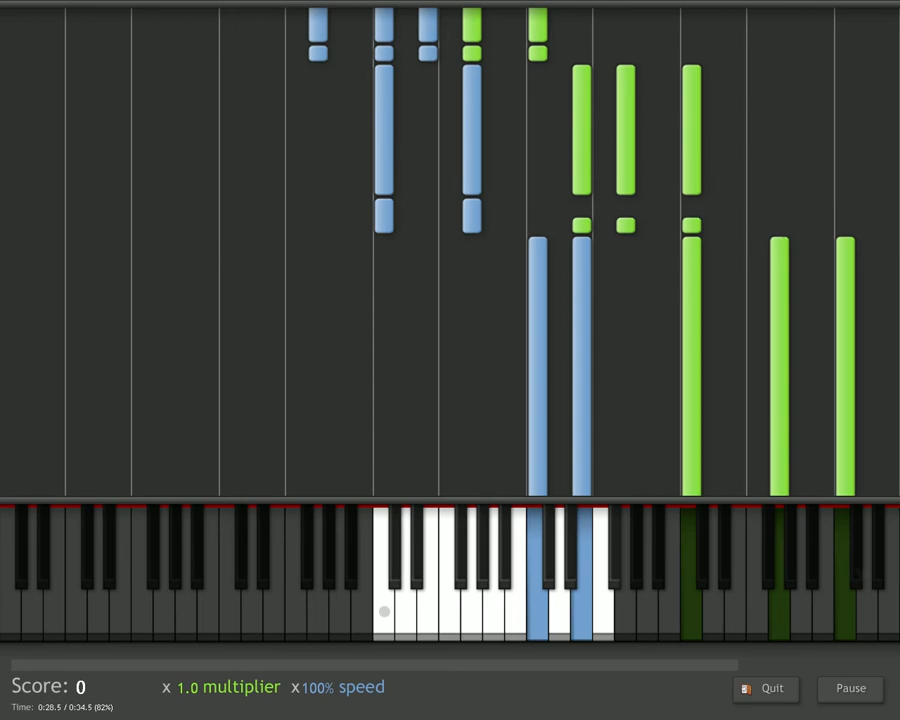 Score: 0 x 1.0 multiplier x100% speed Quit Pause
Time: 0:28.5 / 0:34.5 (82%)